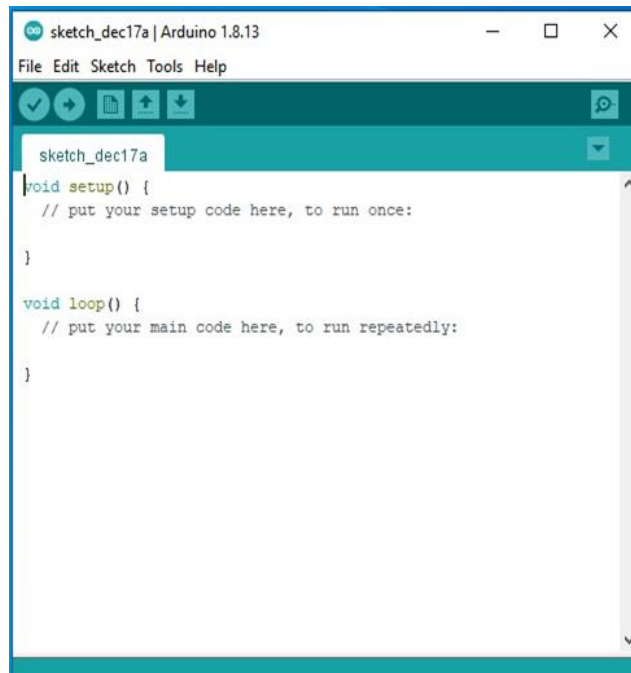 sketch_dec17a | Arduino 1.8.13
File Edit Sketch Tools Help
sketch_dec17a
void setup() {
  // put your setup code here, to run once:
}
void loop() {
  // put your main code here, to run repeatedly:
}